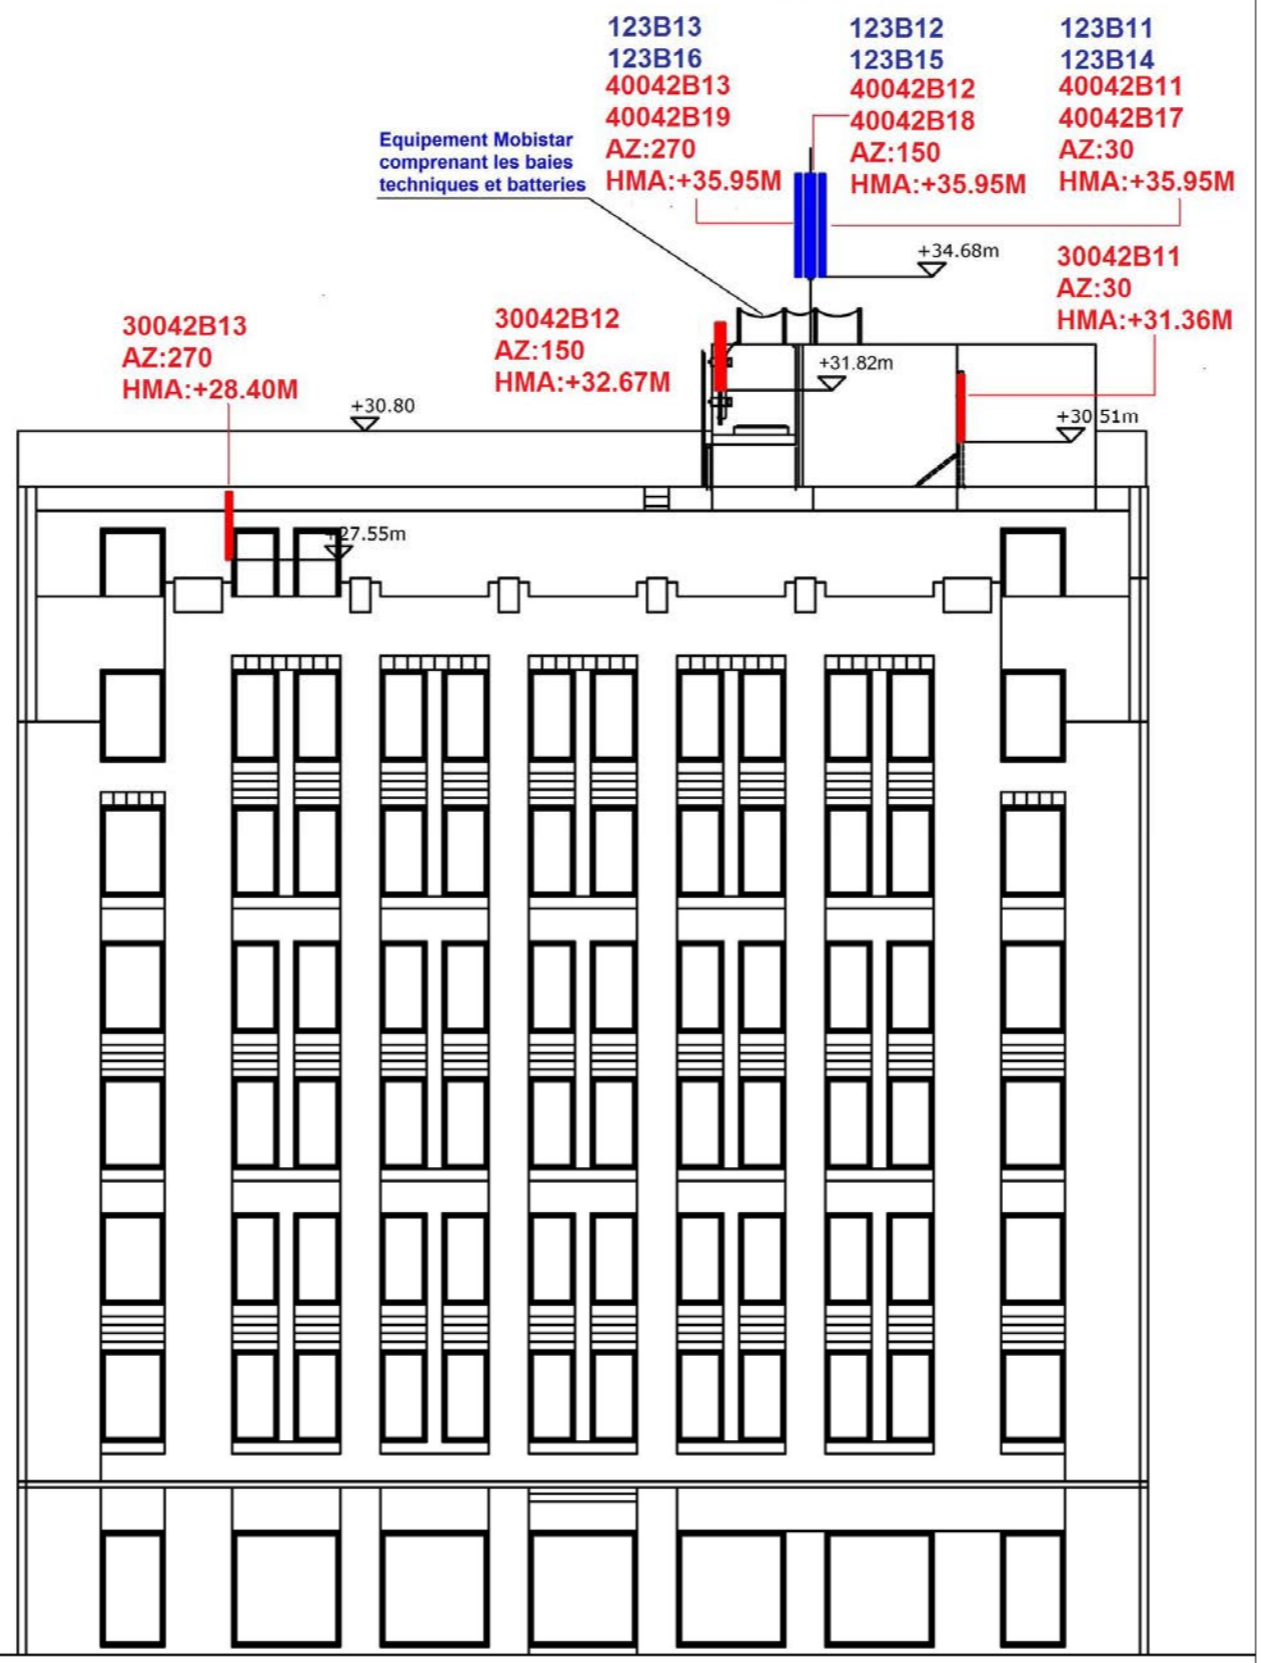 123B13
123B16
40042B13
40042B19
AZ:270
HMA:+35.95M
123B12
123B15
40042B12
40042B18
AZ:150
HMA:+35.95M
123B11
123B14
40042B11
40042B17
AZ:30
HMA:+35.95M
Equipement Mobistar
comprenant les baies
techniques et batteries
+34.68m
30042B11
AZ:30
HMA:+31.36M
30042B13
AZ:270
HMA:+28.40M
30042B12
AZ:150
HMA:+32.67M
+31.82m
+30.80
+30.51m
+27.55m